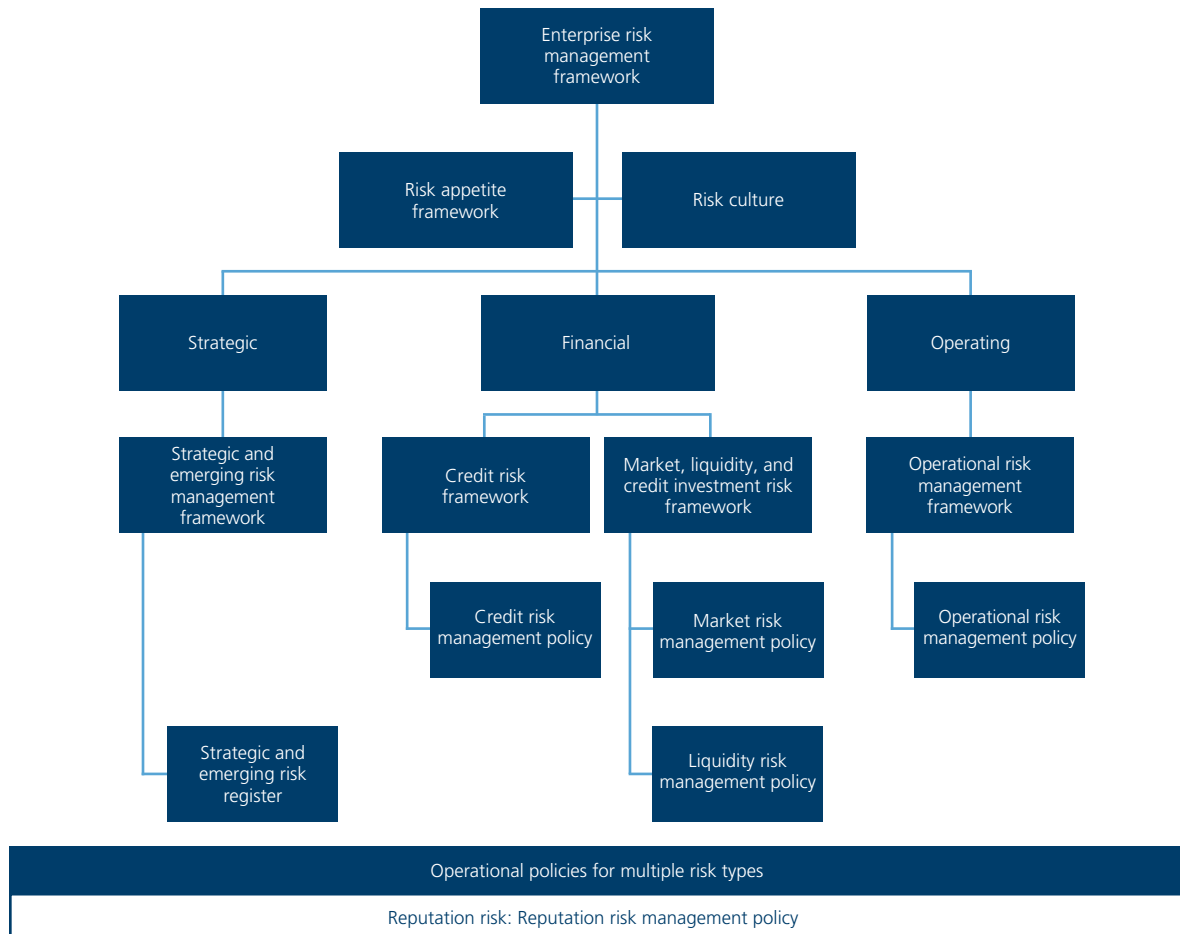 Enterprise risk
management
framework
Risk appetite
framework
Risk culture
Strategic
Financial
Operating
Strategic and
emerging risk
management
framework
Credit risk
framework
Market, liquidity, and
credit investment risk
framework
Operational risk
management
framework
Credit risk
management policy
Market risk
management policy
Operational risk
management policy
Strategic and
emerging risk
register
Liquidity risk
management policy
Operational policies for multiple risk types
Reputation risk: Reputation risk management policy